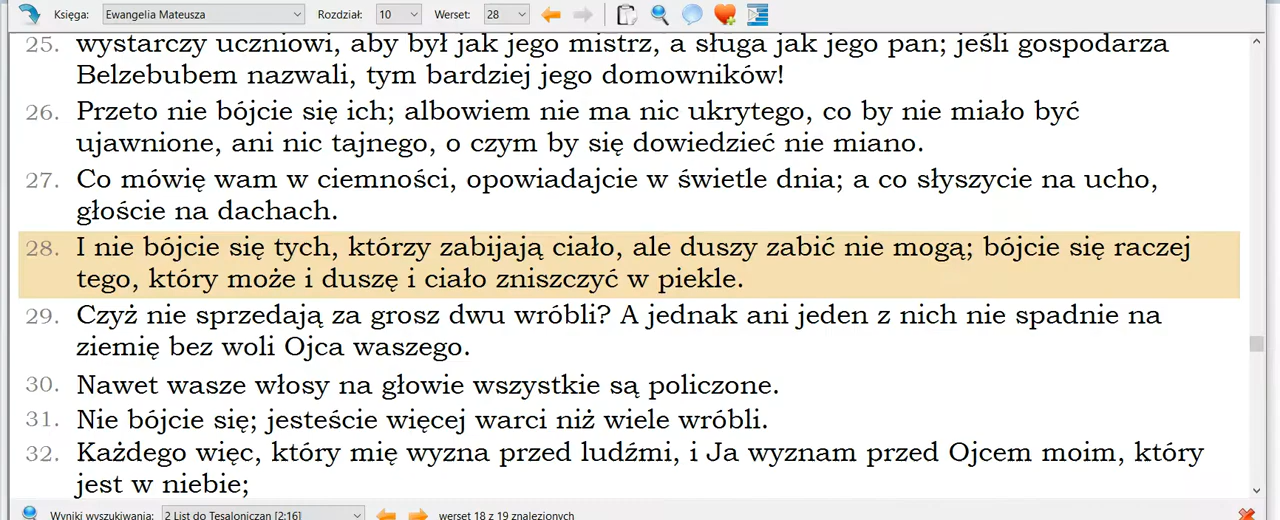 Księga: Ewangelia Mateusza Rozdział: 10 Werset: 28
25. wystarczy uczniowi, aby był jak jego mistrz, a sługa jak jego pan; jeśli gospodarza
Belzebubem nazwali, tym bardziej jego domowników!
26. Przeto nie bójcie się ich; albowiem nie ma nic ukrytego, co by nie miało być
ujawnione, ani nic tajnego, o czym by się dowiedzieć nie miano.
27. Co mówię wam w ciemności, opowiadajcie w świetle dnia; a co słyszycie na ucho,
głoście na dachach.
28. I nie bójcie się tych, którzy zabijają ciało, ale duszy zabić nie mogą; bójcie się raczej
tego, który może i duszę i ciało zniszczyć w piekle.
29. Czyż nie sprzedają za grosz dwu wróbli? A jednak ani jeden z nich nie spadnie na
ziemię bez woli Ojca waszego.
30. Nawet wasze włosy na głowie wszystkie są policzone.
31. Nie bójcie się; jesteście więcej warci niż wiele wróbli.
32. Każdego więc, który mię wyzna przed ludźmi, i Ja wyznam przed Ojcem moim, który
jest w niebie;
Wyniki wyszukiwania: 2 List do Tesaloniczan [2:16] werset 18 z 19 znalezionych